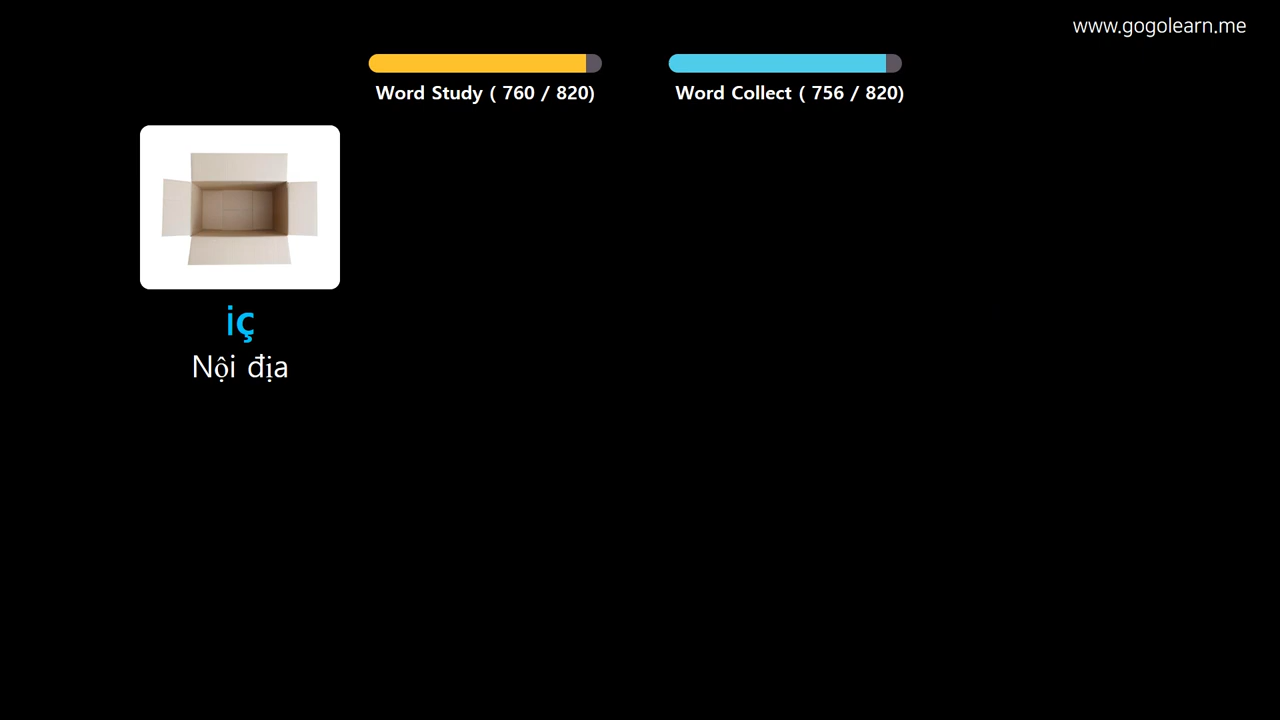 www.gogolearn.me
Word Study ( 760 / 820)
Word Collect ( 756 / 820)
iç
Nội địa